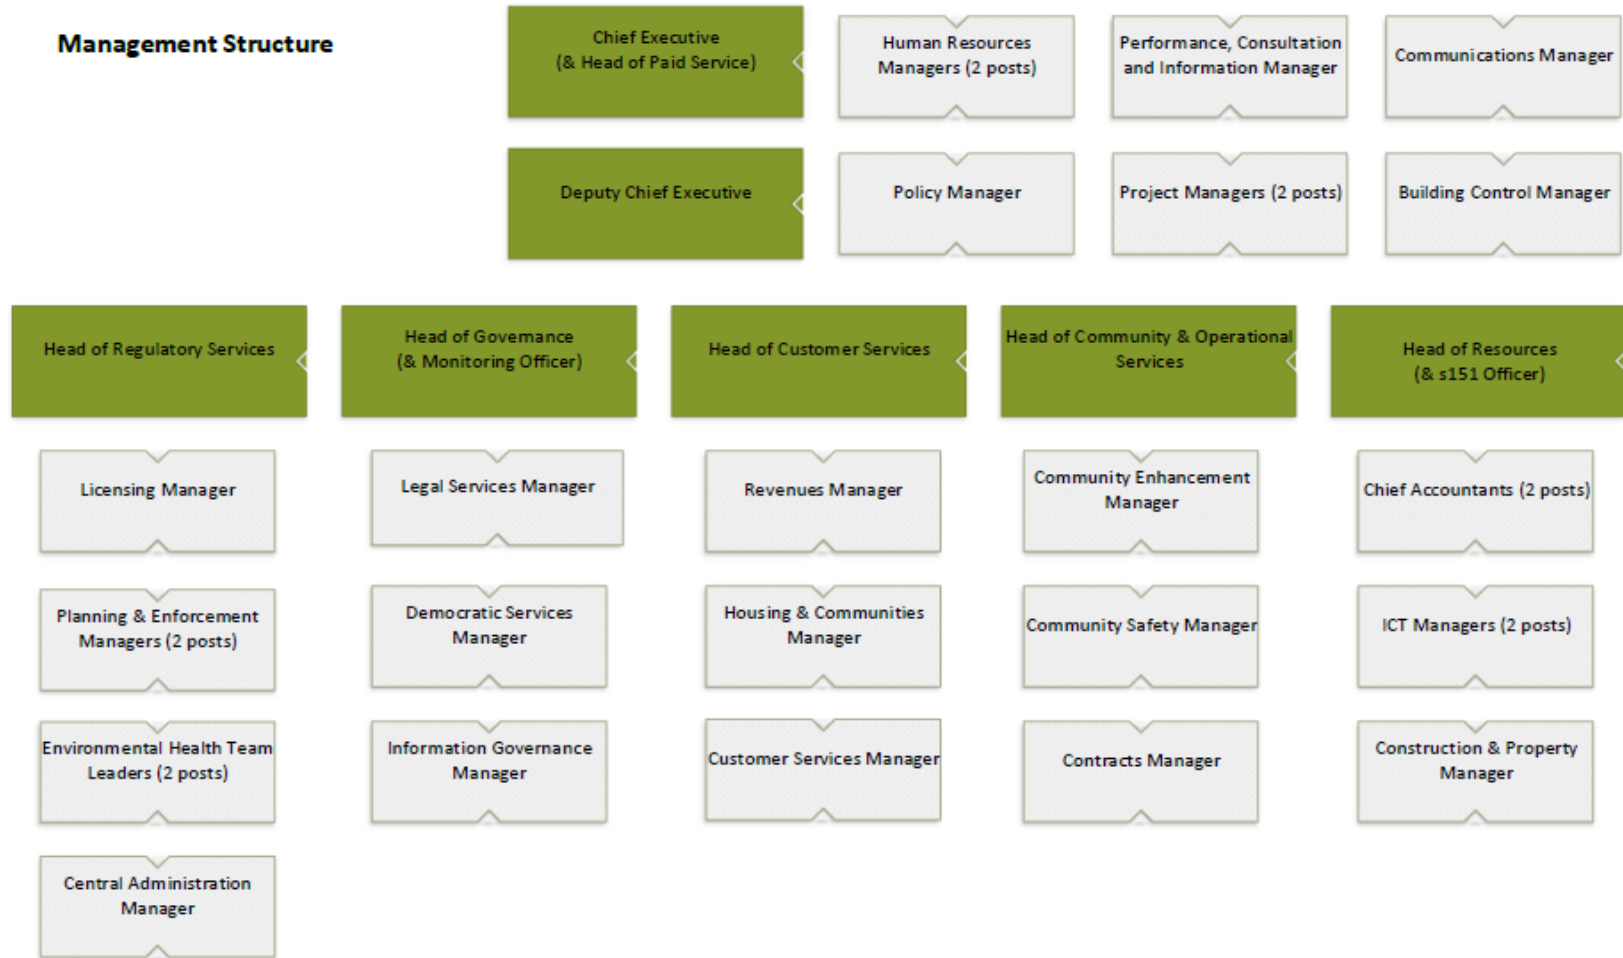 Management Structure
Chief Executive
(& Head of Paid Service)
Human Resources
Managers (2 posts)
Performance, Consultation
and Information Manager
Communications Manager
Deputy Chief Executive
Policy Manager
Project Managers (2 posts)
Building Control Manager
Head of Regulatory Services
Head of Governance
(& Monitoring Officer)
Head of Customer Services
Head of Community & Operational
Services
Head of Resources
(& s151 Officer)
Licensing Manager
Legal Services Manager
Revenues Manager
Community Enhancement
Manager
Chief Accountants (2 posts)
Planning & Enforcement
Managers (2 posts)
Democratic Services
Manager
Housing & Communities
Manager
Community Safety Manager
ICT Managers (2 posts)
Environmental Health Team
Leaders (2 posts)
Information Governance
Manager
Customer Services Manager
Contracts Manager
Construction & Property
Manager
Central Administration
Manager